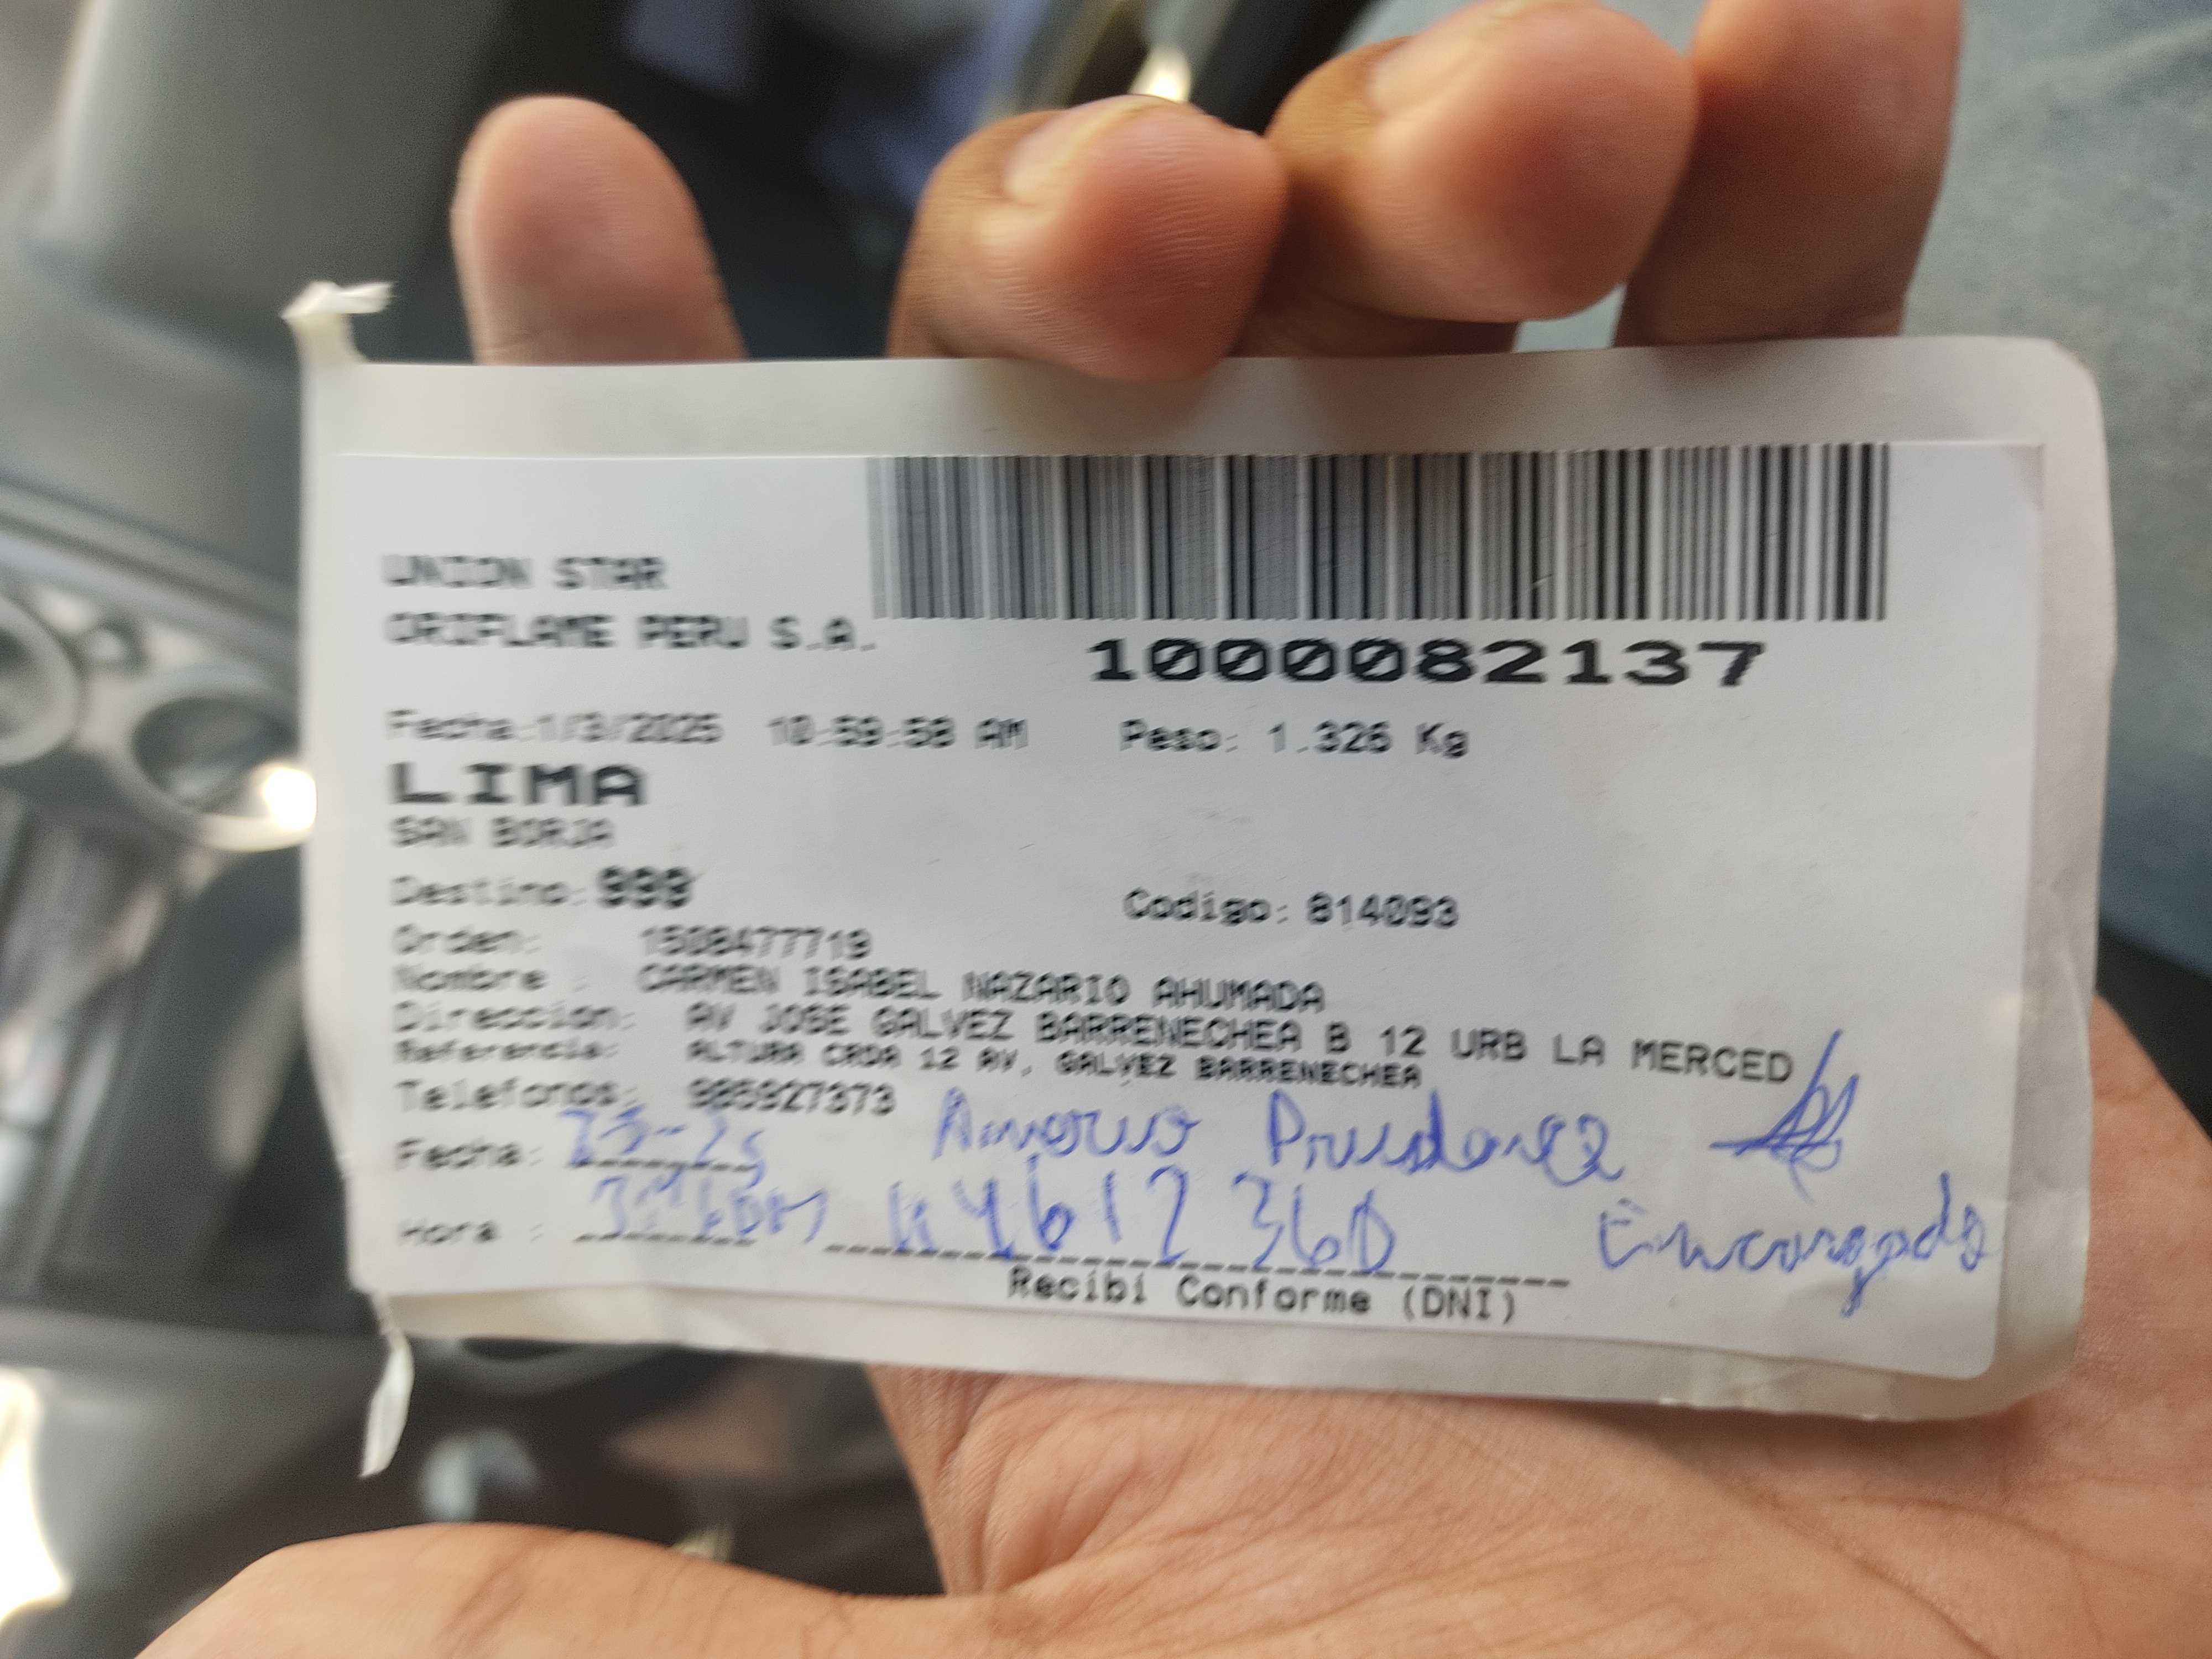 UNION STAR
ORIFLAME PERU S.A.
1000082137
Fecha:1/3/2025 10:59:58 AM Peso: 1.326 Kg
LIMA
SAN BORJA
Destino: 999 Codigo: 814093
Orden: 1508477719
Nombre : CARMEN ISABEL NAZARIO AHUMADA
Direccion: AV JOSE GALVEZ BARRENECHEA B 12 URB LA MERCED
Referencia: ALTURA CRDA 12 AV. GALVEZ BARRENECHEA
Telefonos: 985927373
Fecha:
Hora : Encargado
Recibi Conforme (DNI)